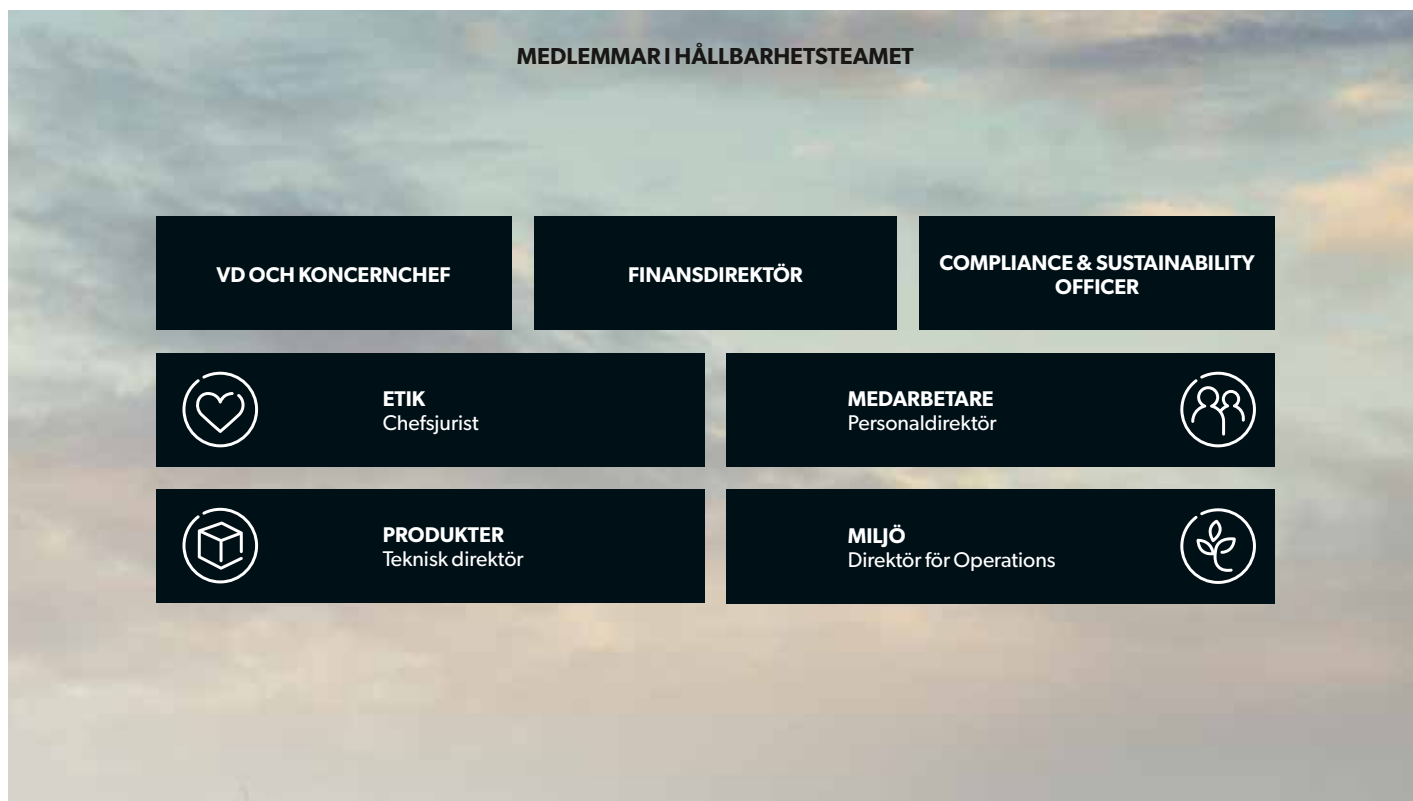 MEDLEMMAR I HÅLLBARHETSTEAMET
VD OCH KONCERNCHEF
FINANSDIREKTÖR
COMPLIANCE & SUSTAINABILITY
OFFICER
ETIK
Chefsjurist
MEDARBETARE
Personaldirektör
PRODUKTER
Teknisk direktör
MILJÖ
Direktör för Operations